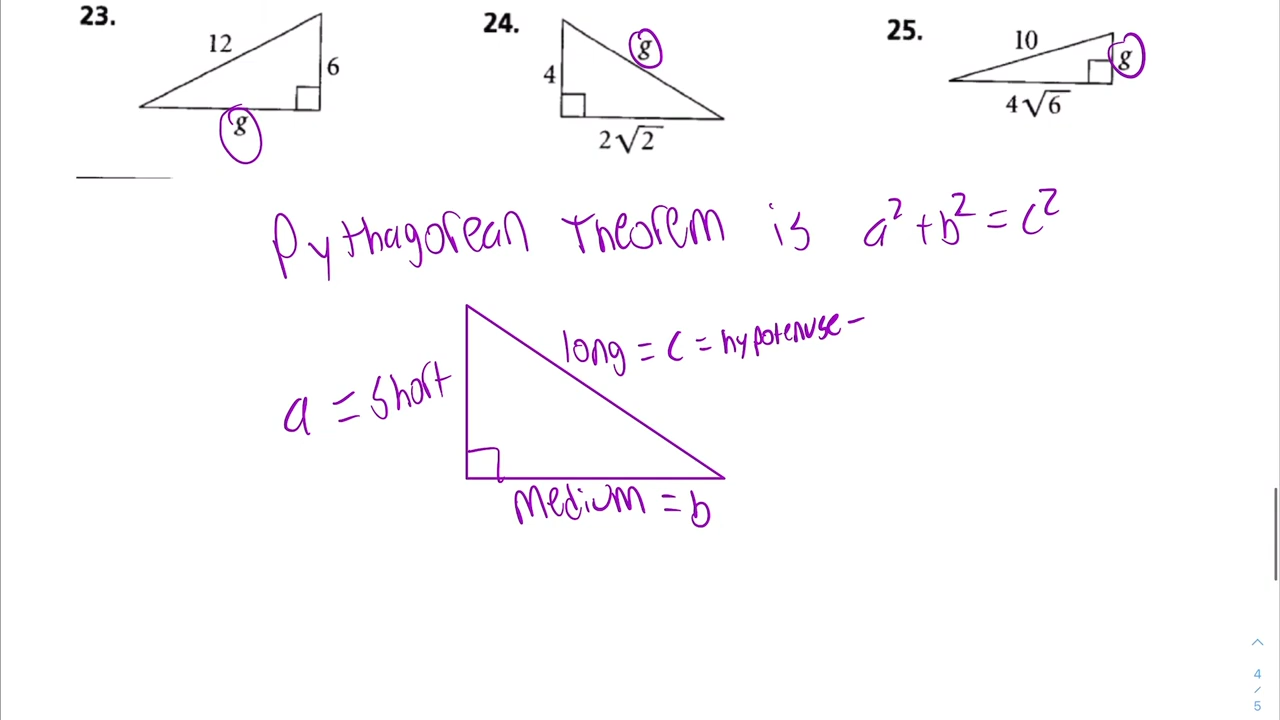 23.
12
6
g
24.
4
g
2√2
25.
10
g
4√6
Pythagorean Theorem is a² + b² = c²
long = c = hypotenuse -
a = short
medium = b
4
/
5